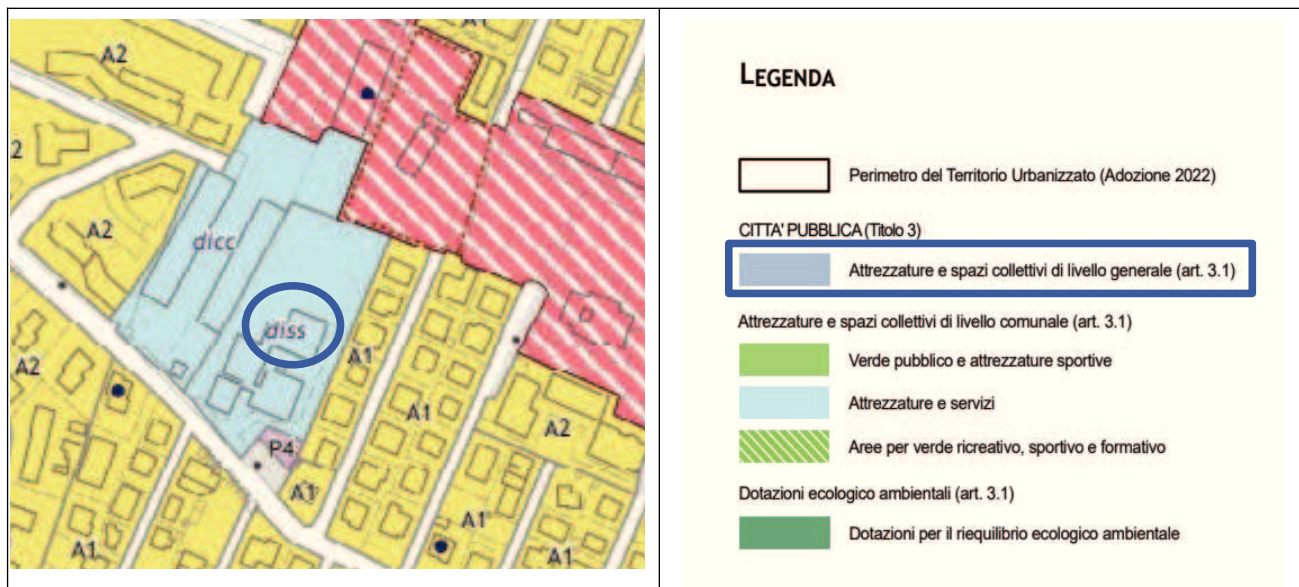 A1
A2
2
A2
dicc
diss
A1
A2
A1
A2
P4
A1
A1
A1
A1
LEGENDA
Perimetro del Territorio Urbanizzato (Adozione 2022)
CITTA' PUBBLICA (Titolo 3)
Attrezzature e spazi collettivi di livello generale (art. 3.1)
Attrezzature e spazi collettivi di livello comunale (art. 3.1)
Verde pubblico e attrezzature sportive
Attrezzature e servizi
Aree per verde ricreativo, sportivo e formativo
Dotazioni ecologico ambientali (art. 3.1)
Dotazioni per il riequilibrio ecologico ambientale